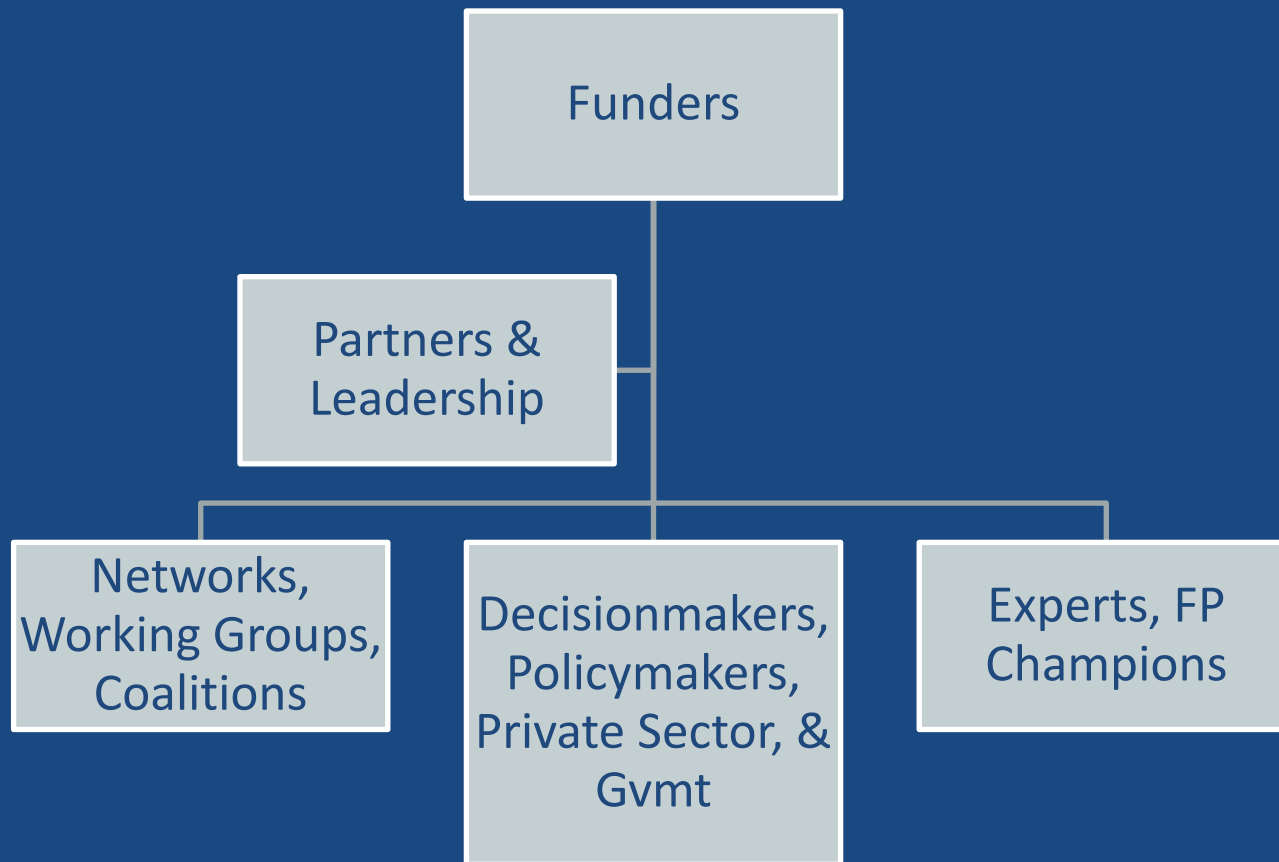 Funders
Partners &
Leadership
Networks,
Working Groups,
Coalitions
Decisionmakers,
Policymakers,
Private Sector, &
Gvmt
Experts, FP
Champions